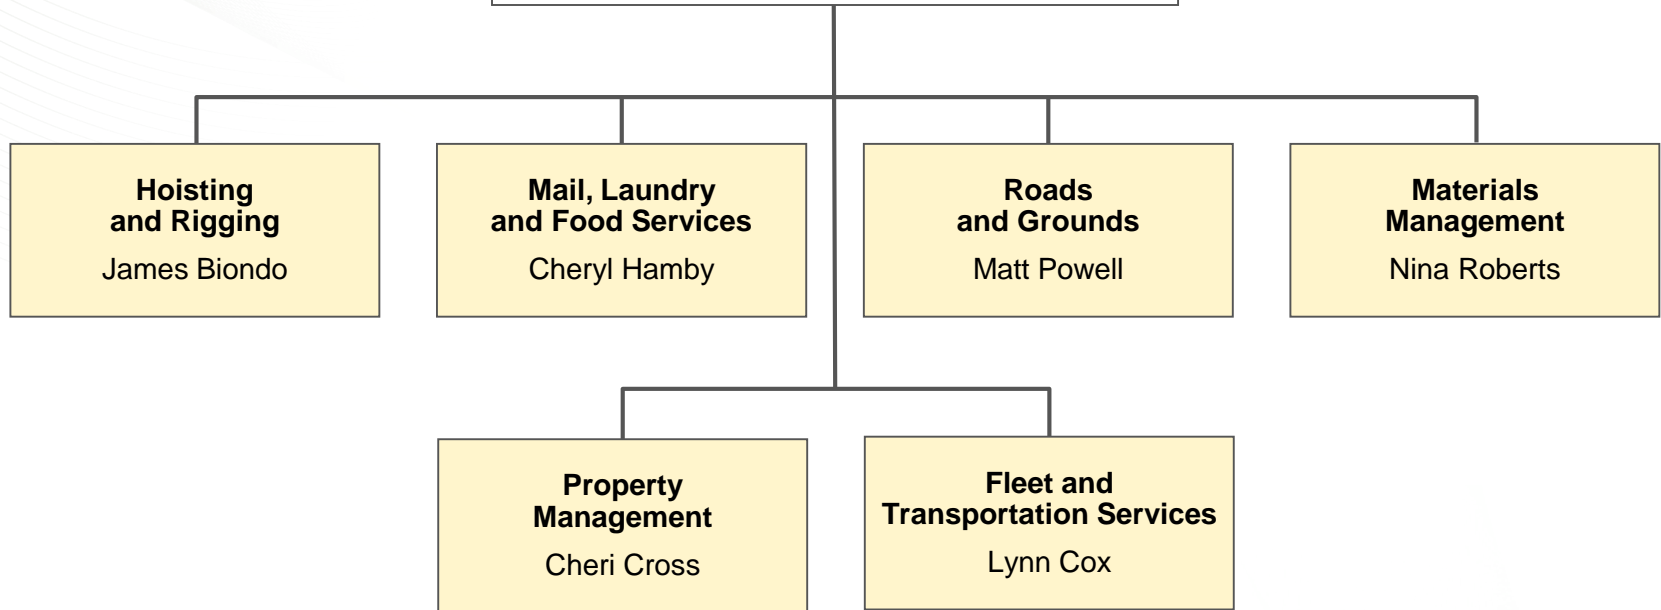 Hoisting
and Rigging
James Biondo
Mail, Laundry
and Food Services
Cheryl Hamby
Roads
and Grounds
Matt Powell
Materials
Management
Nina Roberts
Property
Management
Cheri Cross
Fleet and
Transportation Services
Lynn Cox